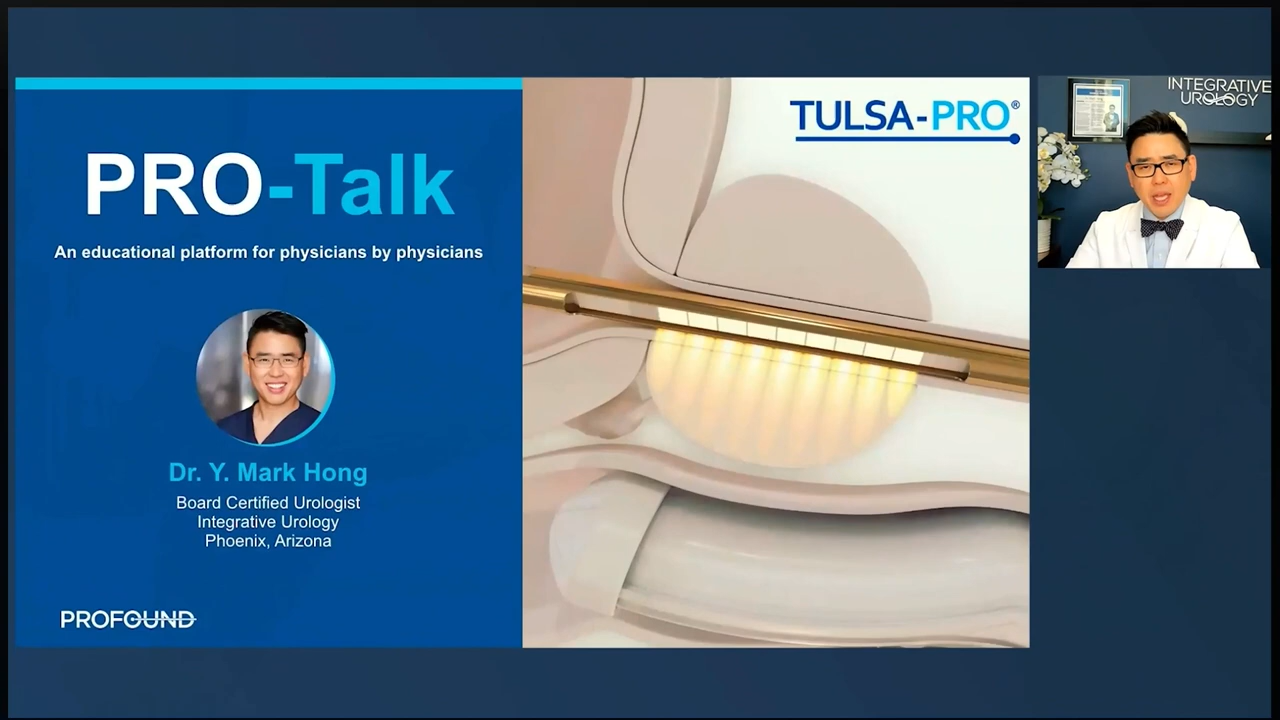 PRO-Talk
An educational platform for physicians by physicians
Dr. Y. Mark Hong
Board Certified Urologist
Integrative Urology
Phoenix, Arizona
PROFOUND
TULSA-PRO®
INTEGRATIVE
UROLOGY